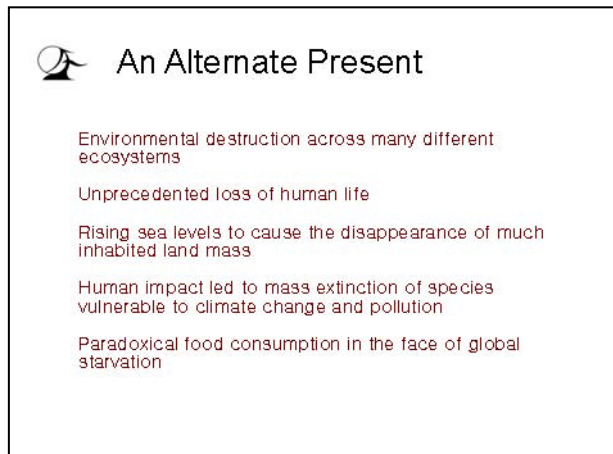 An Alternate Present
Environmental destruction across many different
ecosystems
Unprecedented loss of human life
Rising sea levels to cause the disappearance of much
inhabited land mass
Human impact led to mass extinction of species
vulnerable to climate change and pollution
Paradoxical food consumption in the face of global
starvation